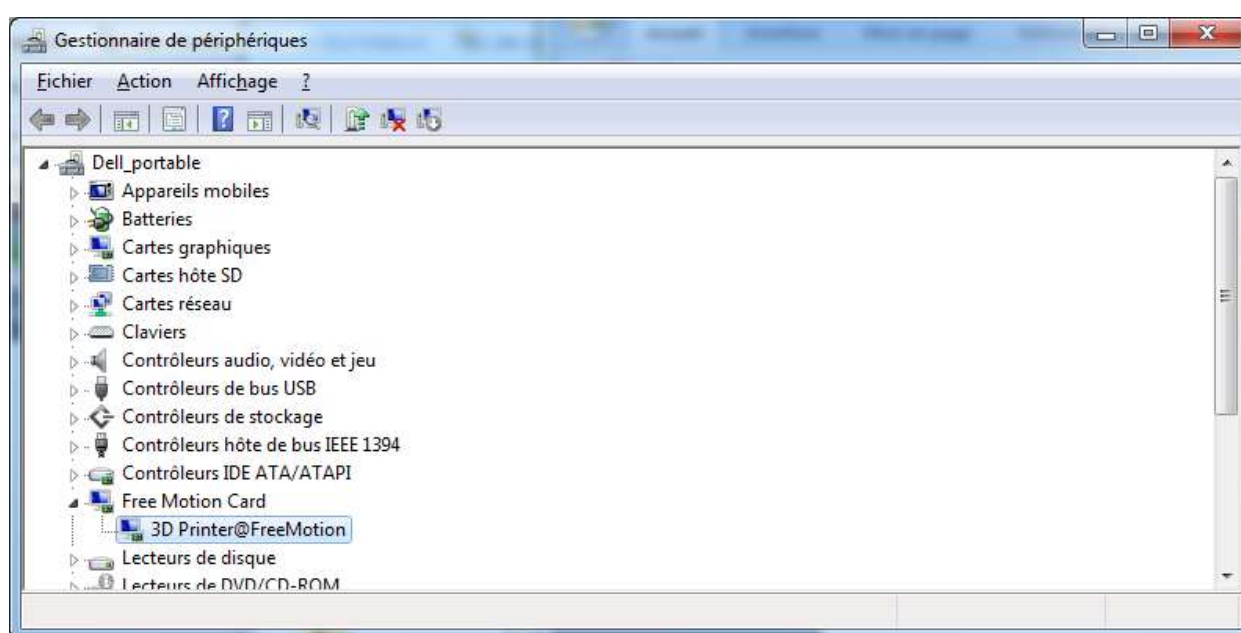 Gestionnaire de périphériques
Fichier Action Affichage ?
Dell_portable
Appareils mobiles
Batteries
Cartes graphiques
Cartes hôte SD
Cartes réseau
Claviers
Contrôleurs audio, vidéo et jeu
Contrôleurs de bus USB
Contrôleurs de stockage
Contrôleurs hôte de bus IEEE 1394
Contrôleurs IDE ATA/ATAPI
Free Motion Card
3D Printer@FreeMotion
Lecteurs de disque
Lecteurs de DVD/CD-ROM